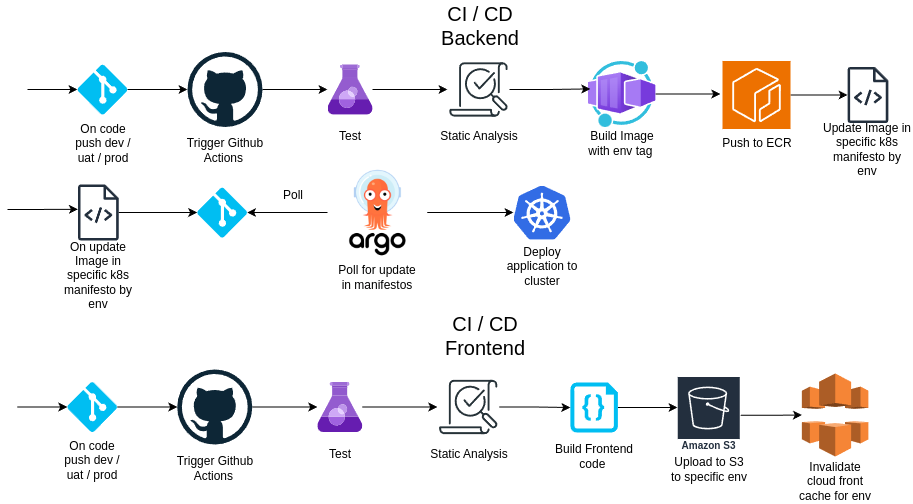 CI / CD
Backend
On code
push dev /
uat / prod
Trigger Github
Actions
Test
Static Analysis
Build Image
with env tag
Push to ECR
Update Image in
specific k8s
manifesto by
env
On update
Image in
specific k8s
manifesto by
env
Poll
argo
Poll for update
in manifestos
Deploy
application to
cluster
CI / CD
Frontend
On code
push dev /
uat / prod
Trigger Github
Actions
Test
Static Analysis
Build Frontend
code
Amazon S3
Upload to S3
to specific env
Invalidate
cloud front
cache for env